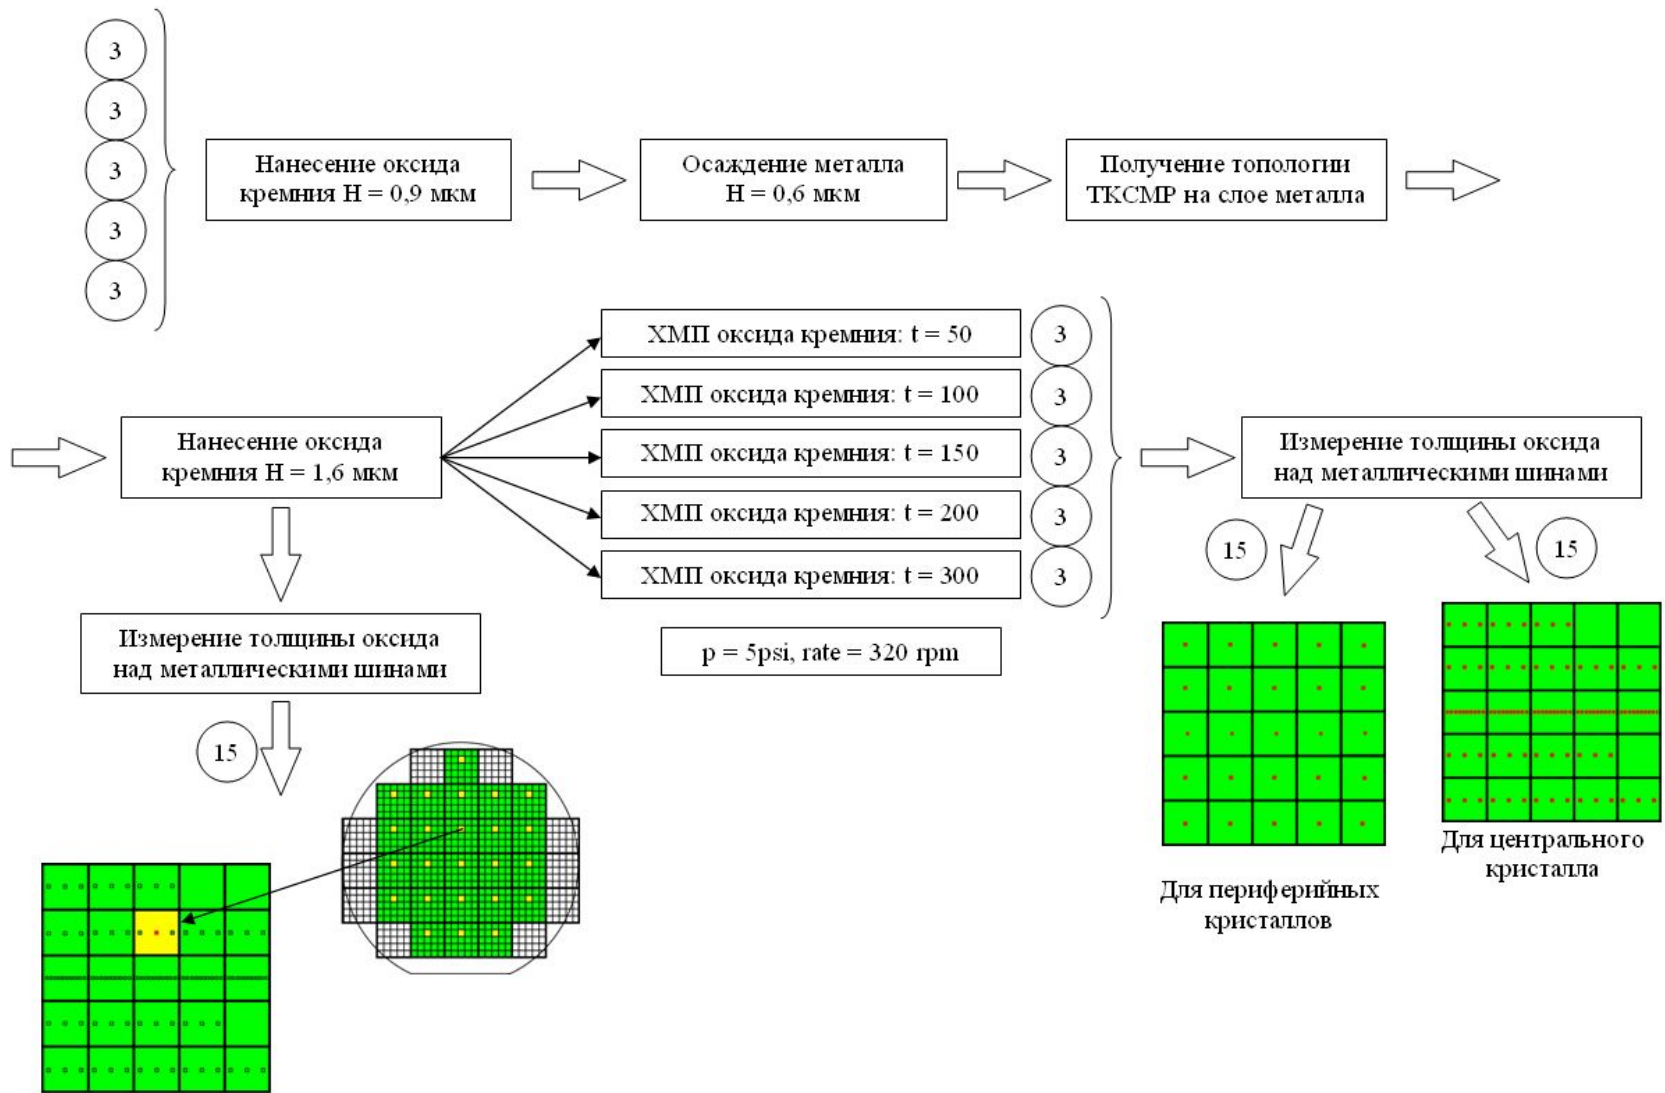 3
3
3
3
3
Нанесение оксида
кремния H = 0,9 мкм
Осаждение металла
H = 0,6 мкм
Получение топологии
ТКСМР на слое металла
Нанесение оксида
кремния H = 1,6 мкм
ХМП оксида кремния: t = 50
3
ХМП оксида кремния: t = 100
3
ХМП оксида кремния: t = 150
3
ХМП оксида кремния: t = 200
3
ХМП оксида кремния: t = 300
3
p = 5psi, rate = 320 rpm
Измерение толщины оксида
над металлическими шинами
15
15
Измерение толщины оксида
над металлическими шинами
15
Для периферийных
кристаллов
Для центрального
кристалла